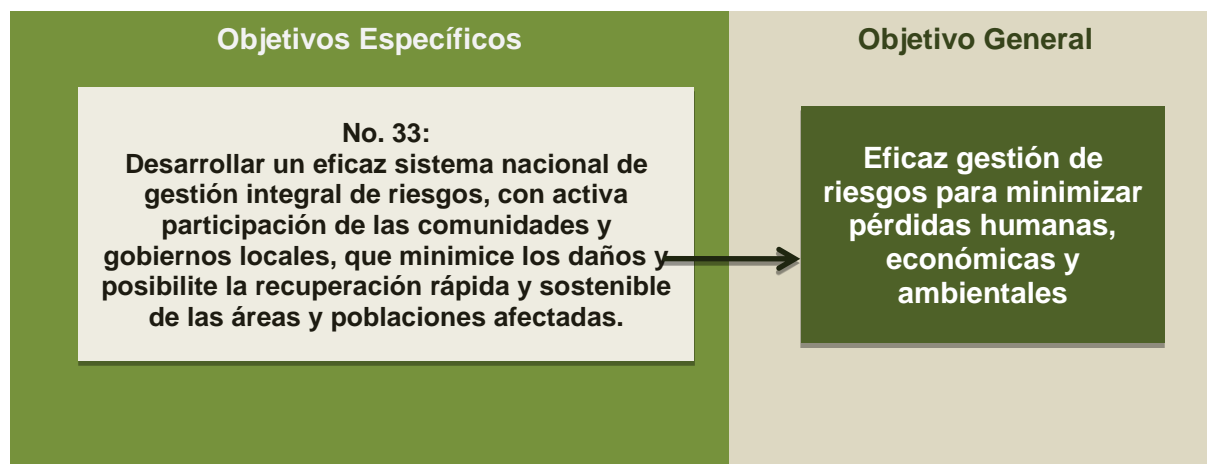 Objetivos Específicos
No. 33:
Desarrollar un eficaz sistema nacional de
gestión integral de riesgos, con activa
participación de las comunidades y
gobiernos locales, que minimice los daños y
posibilite la recuperación rápida y sostenible
de las áreas y poblaciones afectadas.
Objetivo General
Eficaz gestión de
riesgos para minimizar
pérdidas humanas,
económicas y
ambientales